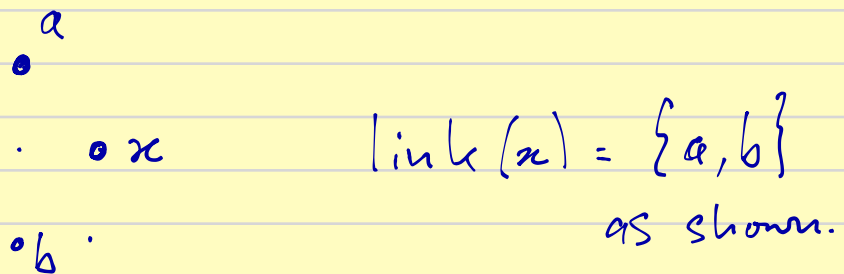 a
x link(x) = {a,b}
as shown.
b